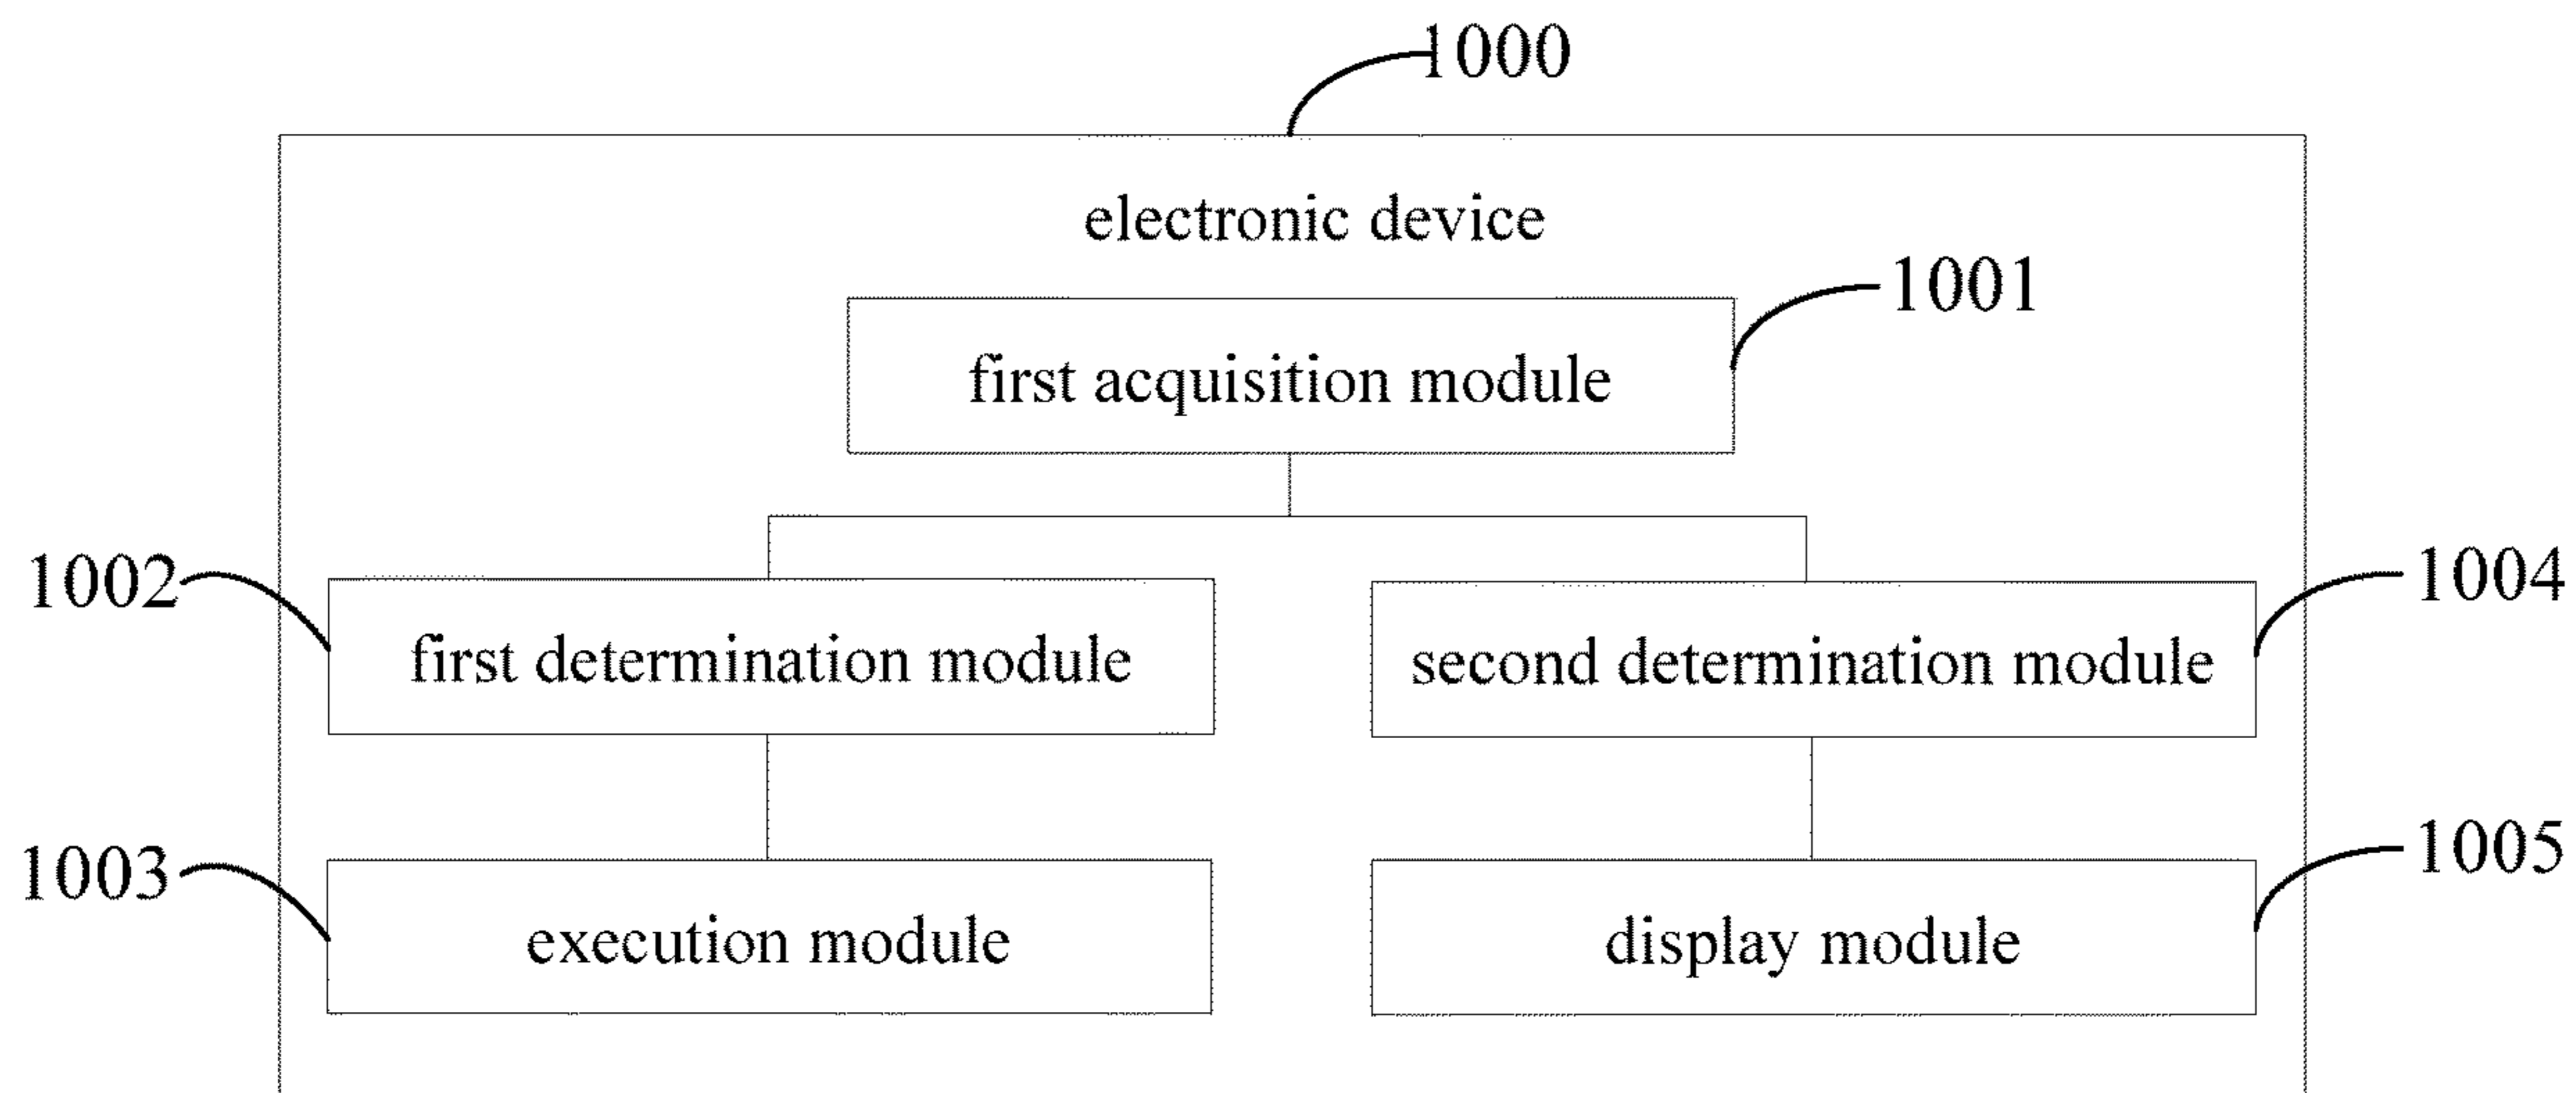 1000
electronic device
1001
first acquisition module
1002
first determination module
second determination module
1004
1003
execution module
display module
1005